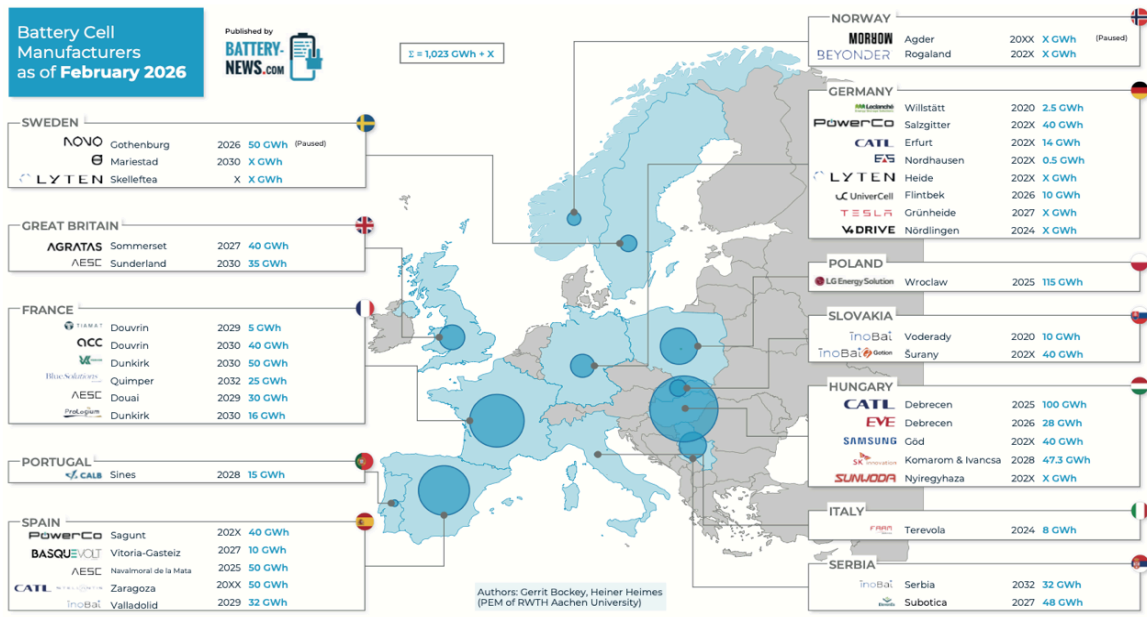 Battery Cell
Manufacturers
as of February 2026
Published by
BATTERY-
NEWS.COM
Σ = 1,023 GWh + X
SWEDEN
NOVO Gothenburg 2026 50 GWh (Paused)
Mariestad 2030 X GWh
LYTEN Skelleftea X X GWh
GREAT BRITAIN
AGRATAS Sommerset 2027 40 GWh
AESC Sunderland 2030 35 GWh
FRANCE
TIAMAT Douvrin 2029 5 GWh
acc Douvrin 2030 40 GWh
Dunkirk 2030 50 GWh
BlueSolutions Quimper 2032 25 GWh
AESC Douai 2029 30 GWh
ProLogium Dunkirk 2030 16 GWh
PORTUGAL
CALB Sines 2028 15 GWh
SPAIN
PowerCo Sagunt 202X 40 GWh
BASQUEVOLT Vitoria-Gasteiz 2027 10 GWh
AESC Navalmoral de la Mata 2025 50 GWh
CATL Zaragoza 20XX 50 GWh
inoBat Valladolid 2029 32 GWh
NORWAY
MORROW Agder 20XX X GWh (Paused)
BEYONDER Rogaland 202X X GWh
GERMANY
Leclanché Willstätt 2020 2.5 GWh
PowerCo Salzgitter 202X 40 GWh
CATL Erfurt 202X 14 GWh
EAS Nordhausen 202X 0.5 GWh
LYTEN Heide 202X X GWh
UniverCell Flintbek 2026 10 GWh
TESLA Grünheide 2027 X GWh
V4DRIVE Nördlingen 2024 X GWh
POLAND
LG Energy Solution Wroclaw 2025 115 GWh
SLOVAKIA
inoBat Voderady 2020 10 GWh
inoBat Gotion Šurany 202X 40 GWh
HUNGARY
CATL Debrecen 2025 100 GWh
EVE Debrecen 2026 28 GWh
SAMSUNG Göd 202X 40 GWh
SK innovation Komarom & Ivancsa 2028 47.3 GWh
SUNWODA Nyiregyhaza 202X X GWh
ITALY
FAAM Terevola 2024 8 GWh
SERBIA
inoBat Serbia 2032 32 GWh
Subotica 2027 48 GWh
Authors: Gerrit Bockey, Heiner Heimes
(PEM of RWTH Aachen University)